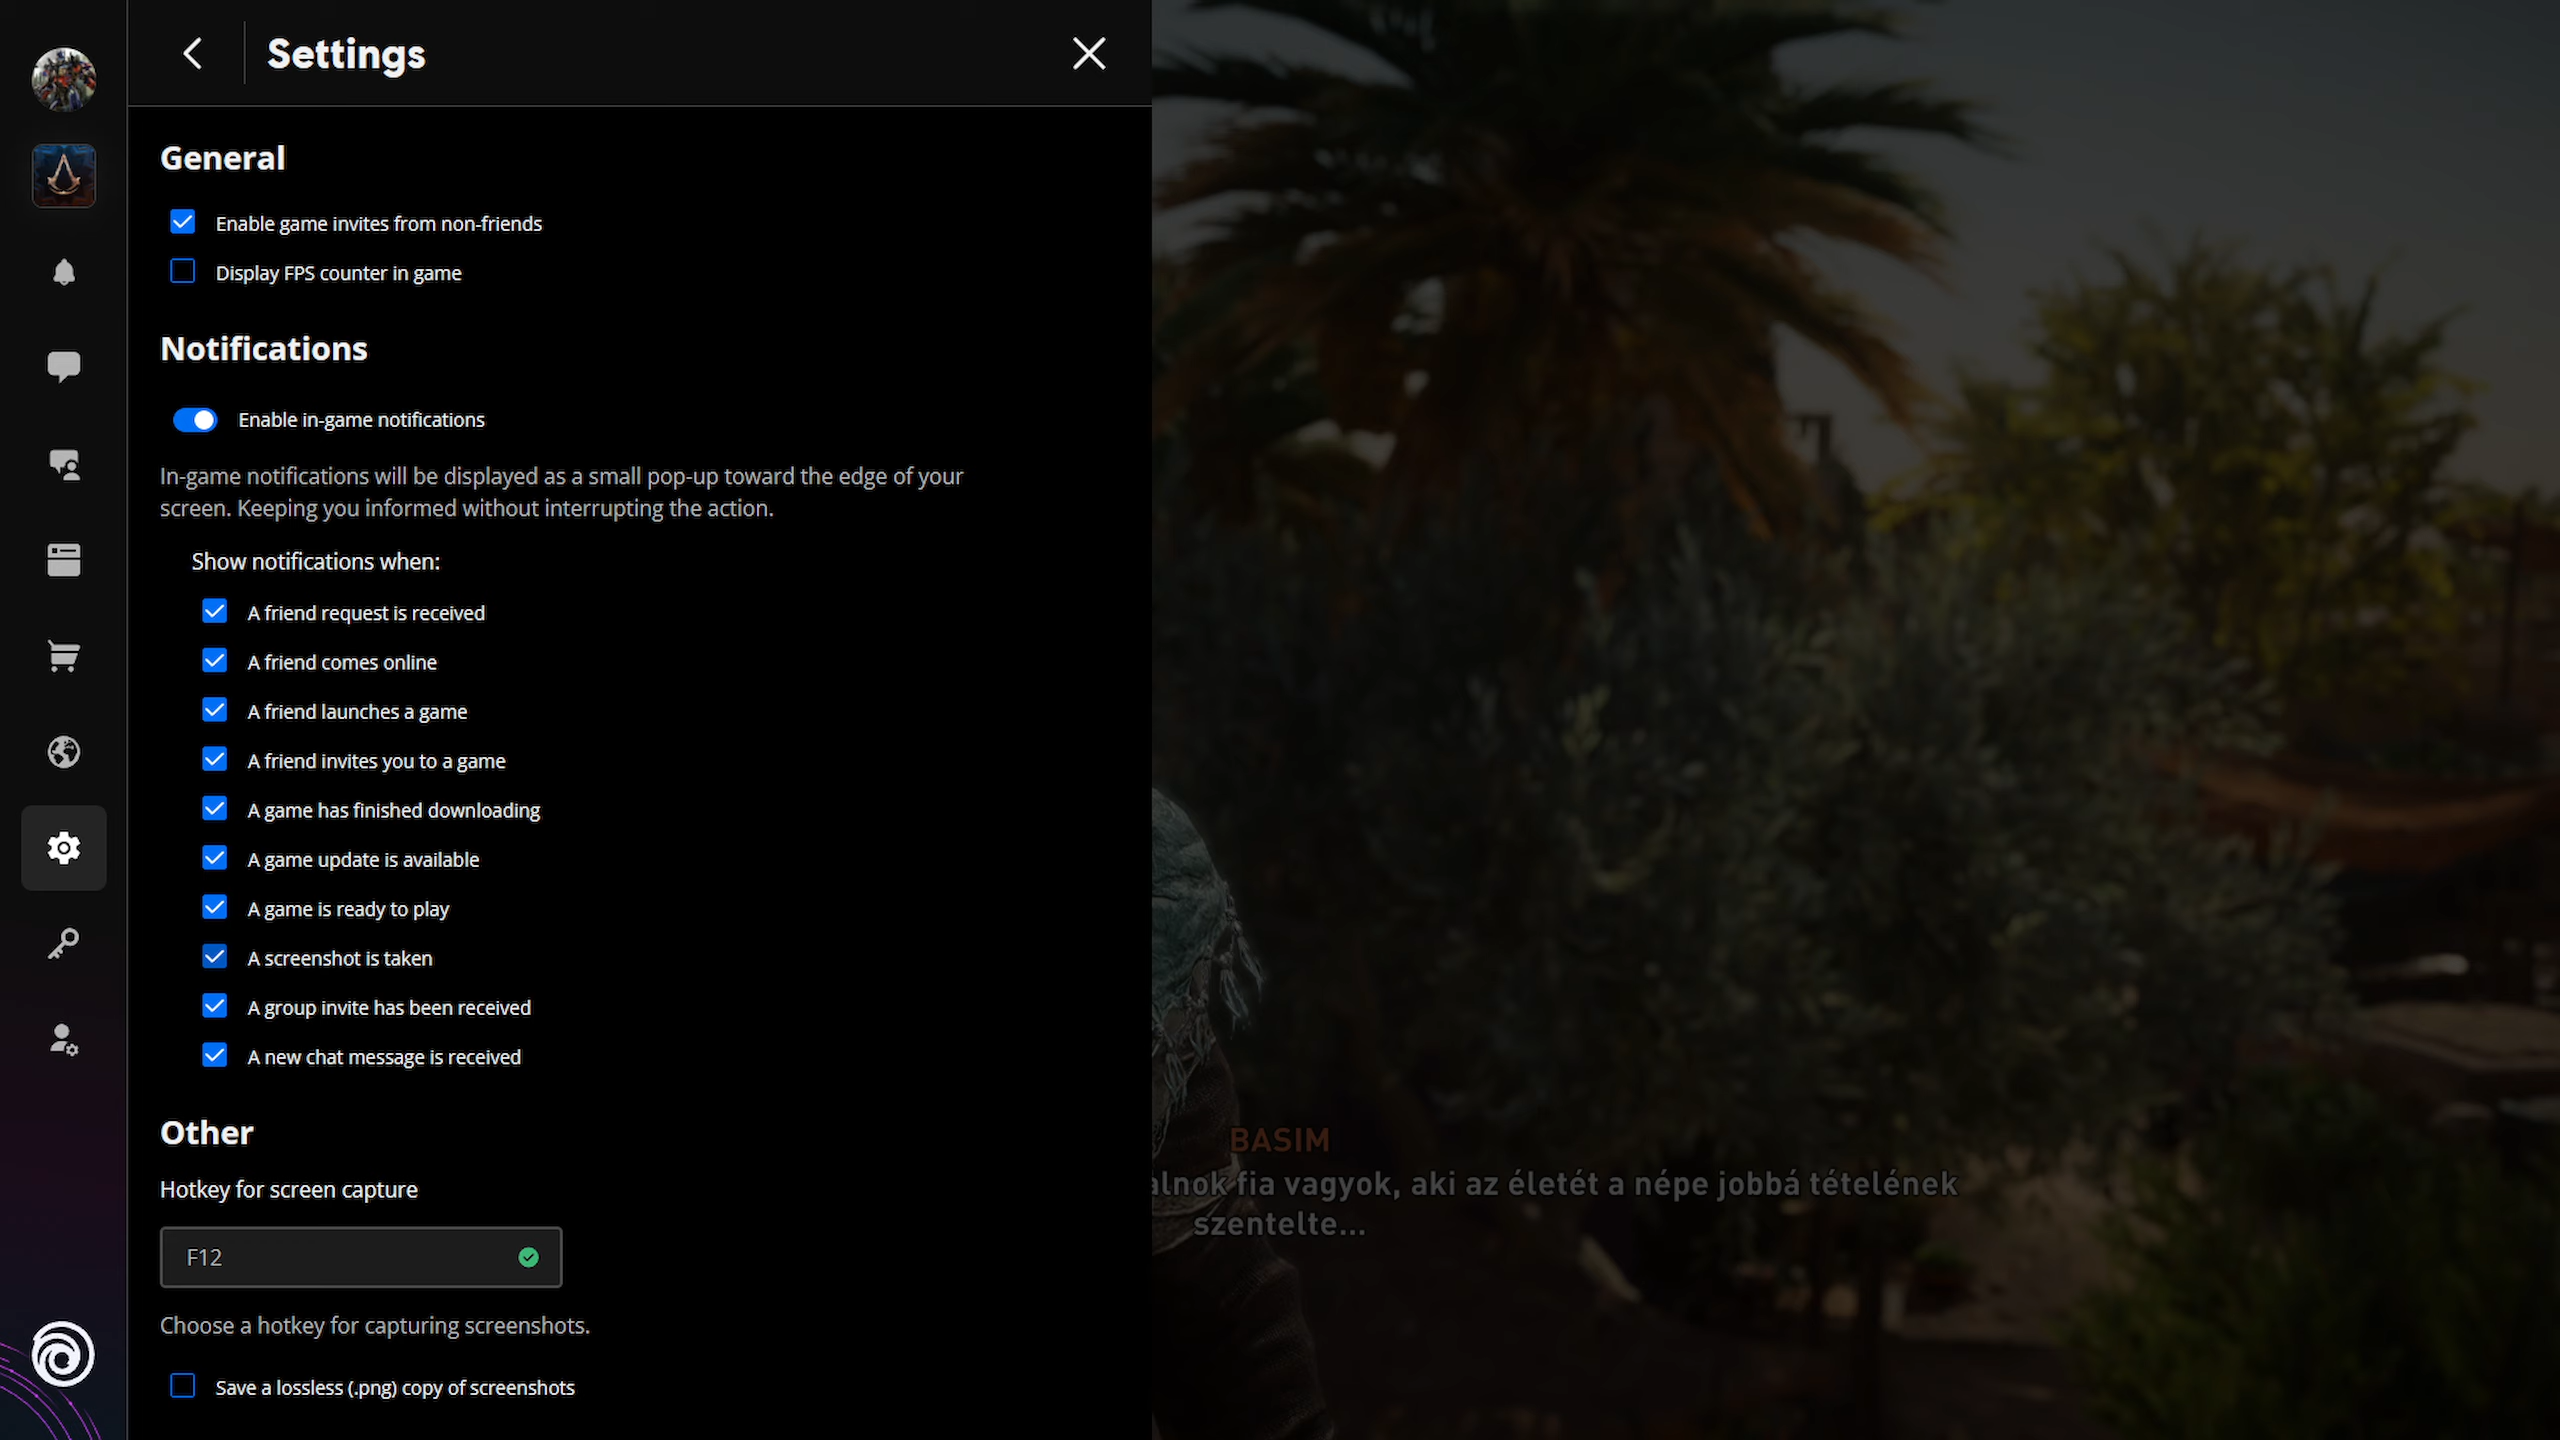 Settings
General
Enable game invites from non-friends
Display FPS counter in game
Notifications
Enable in-game notifications
In-game notifications will be displayed as a small pop-up toward the edge of your
screen. Keeping you informed without interrupting the action.
Show notifications when:
A friend request is received
A friend comes online
A friend launches a game
A friend invites you to a game
A game has finished downloading
A game update is available
A game is ready to play
A screenshot is taken
A group invite has been received
A new chat message is received
Other
Hotkey for screen capture
F12
Choose a hotkey for capturing screenshots.
Save a lossless (.png) copy of screenshots
BASIM
alnok fia vagyok, aki az életét a népe jobbá tételének
szentelte...